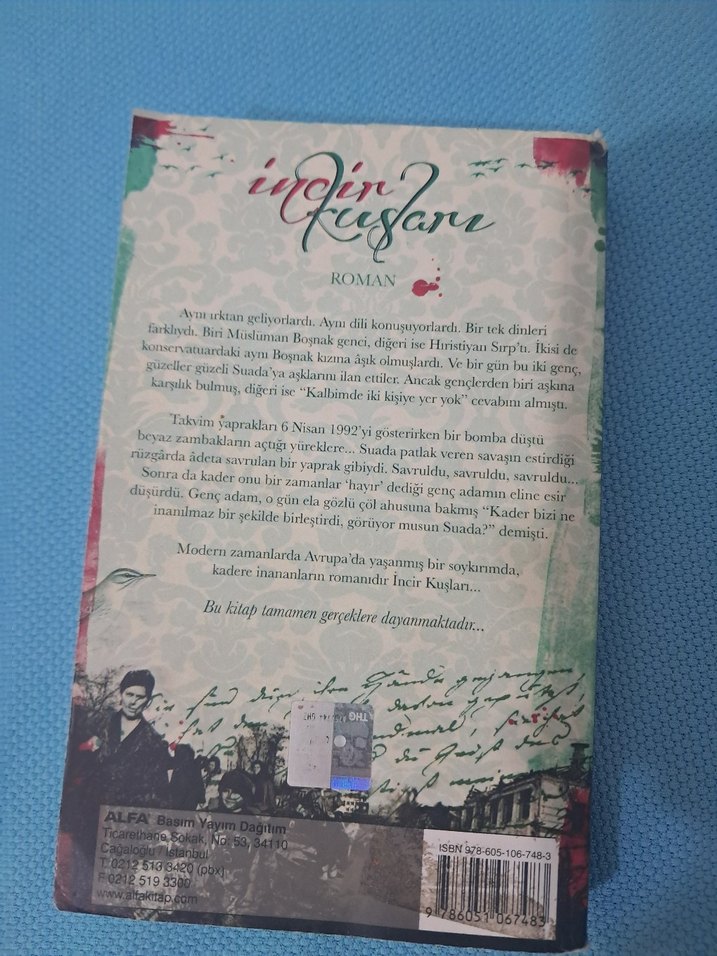 incir
kuşları
ROMAN
Aynı ırktan geliyorlardı. Aynı dili konuşuyorlardı. Bir tek dinleri
farklıydı. Biri Müslüman Boşnak genci, diğeri ise Hıristiyan Sırp'tı. İkisi de
konservatuardaki aynı Boşnak kızına âşık olmuşlardı. Ve bir gün bu iki genç,
güzeller güzeli Suada'ya aşklarını ilan ettiler. Ancak gençlerden biri aşkına
karşılık bulmuş, diğeri ise “Kalbimde iki kişiye yer yok” cevabını almıştı.
Takvim yaprakları 6 Nisan 1992'yi gösterirken bir bomba düştü
beyaz zambakların açtığı yüreklere... Suada patlak veren savaşın estirdiği
rüzgârda âdeta savrulan bir yaprak gibiydi. Savruldu, savruldu, savruldu...
Sonra da kader onu bir zamanlar ‘hayır’ dediği genç adamın eline esir
düşürdü. Genç adam, o gün ela gözlü çöl ahusuna bakmış “Kader bizi ne
inanılmaz bir şekilde birleştirdi, görüyor musun Suada?” demişti.
Modern zamanlarda Avrupa'da yaşanmış bir soykırımda,
kadere inananların romanıdır İncir Kuşları...
Bu kitap tamamen gerçeklere dayanmaktadır...
THG
ALFA Basım Yayım Dağıtım
Ticarethane Sokak, No. 53, 34110
Cağaloğlu / İstanbul
T 0212 513 3420 (pbx)
F 0212 519 3300
www.alfakitap.com
ISBN 978-605-106-748-3
9 786051 067483